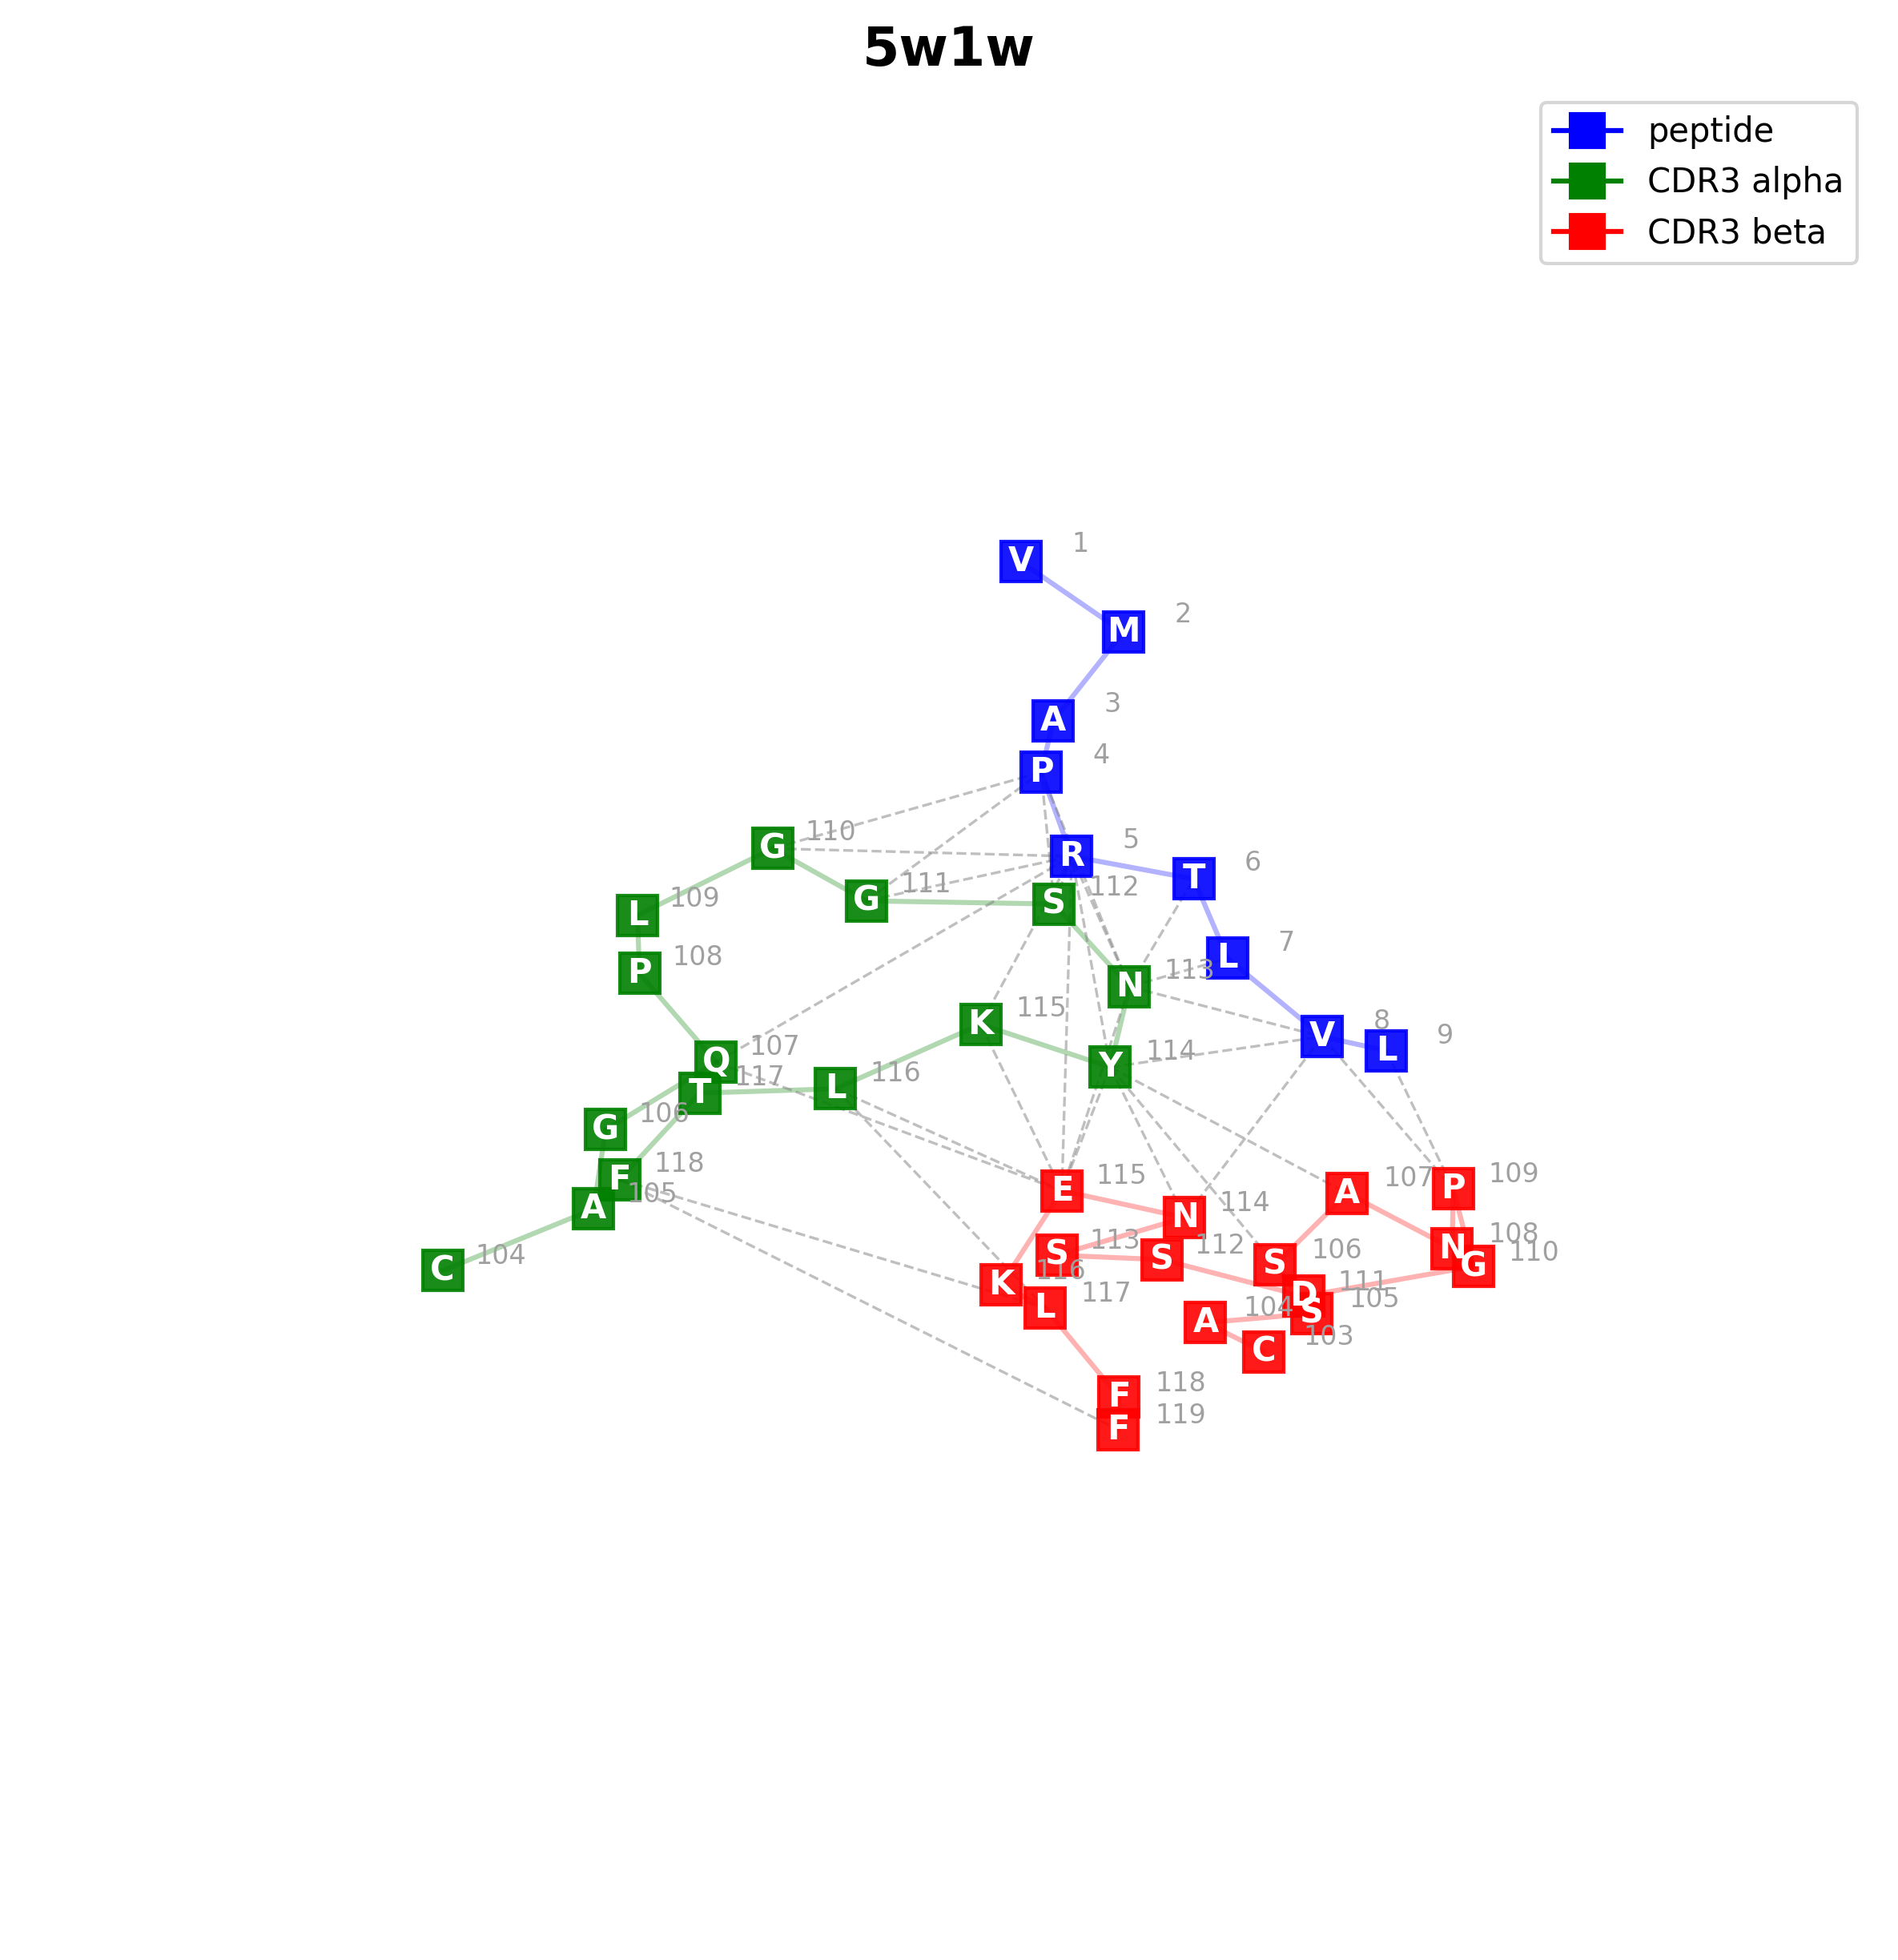 5w1w
peptide
CDR3 alpha
CDR3 beta
V 1
M 2
A 3
P 4
R 5
T 6
L 7
V 8
L 9
G 110
G 111
S 112
L 109
P 108
N 113
K 115
Q 107
Y 114
T 117
L 116
G 106
F 118
A 105
C 104
E 115
N 114
A 107
P 109
S 113
S 112
S 106
N 108
G 110
K 116
L 117
D 111
S 105
A 104
C 103
F 118
F 119